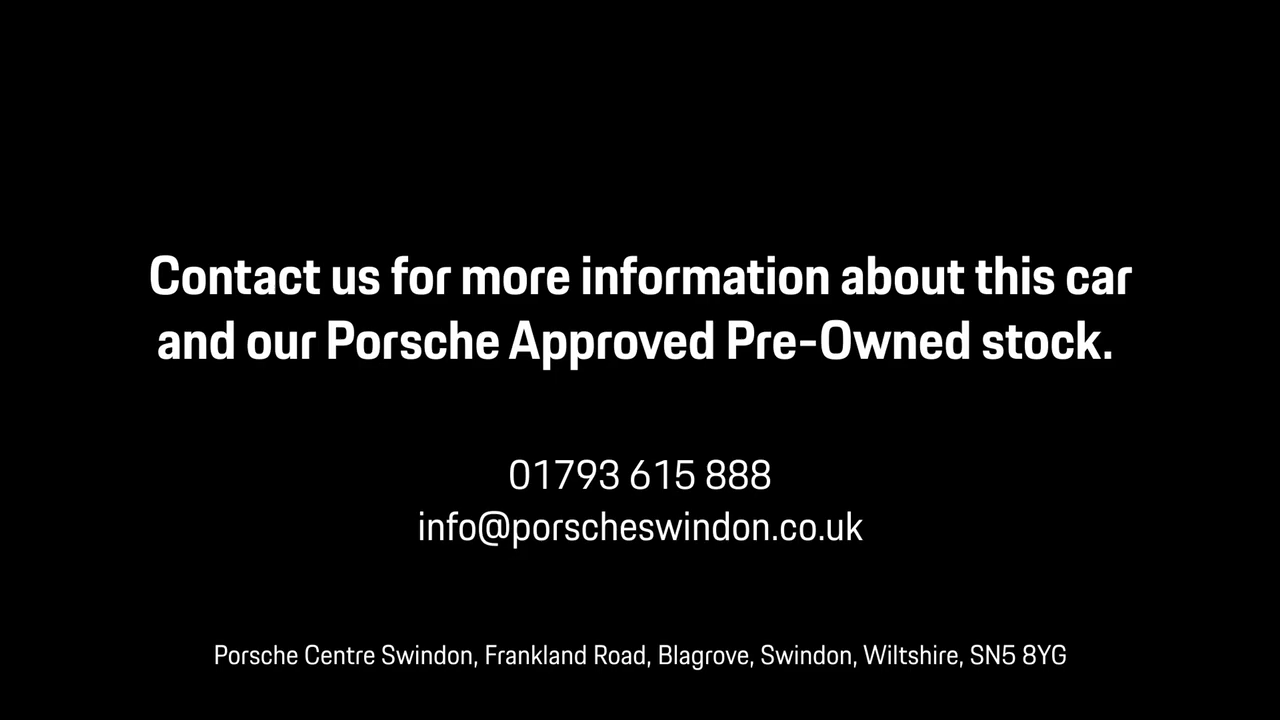 Contact us for more information about this car
and our Porsche Approved Pre-Owned stock.
01793 615 888
info@porscheswindon.co.uk
Porsche Centre Swindon, Frankland Road, Blagrove, Swindon, Wiltshire, SN5 8YG